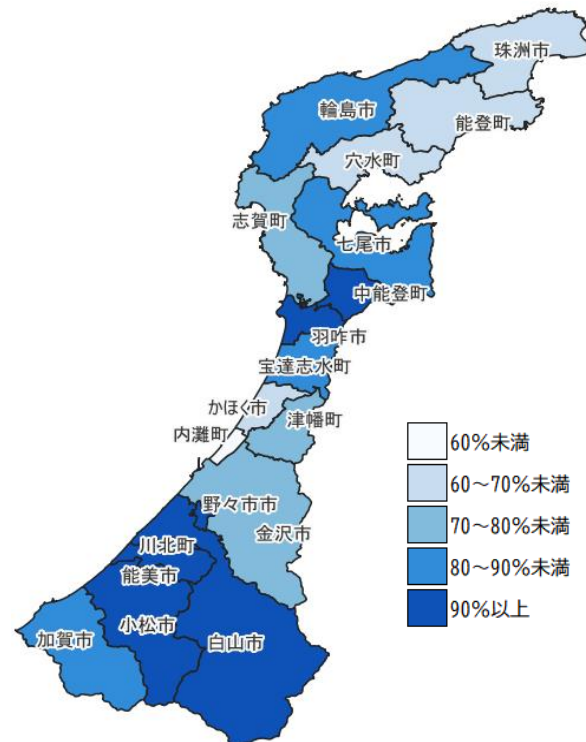 珠洲市
輪島市
能登町
穴水町
志賀町
七尾市
中能登町
羽咋市
宝達志水町
かほく市
津幡町
内灘町
野々市市
金沢市
川北町
能美市
小松市
加賀市
白山市
60%未満
60～70%未満
70～80%未満
80～90%未満
90%以上